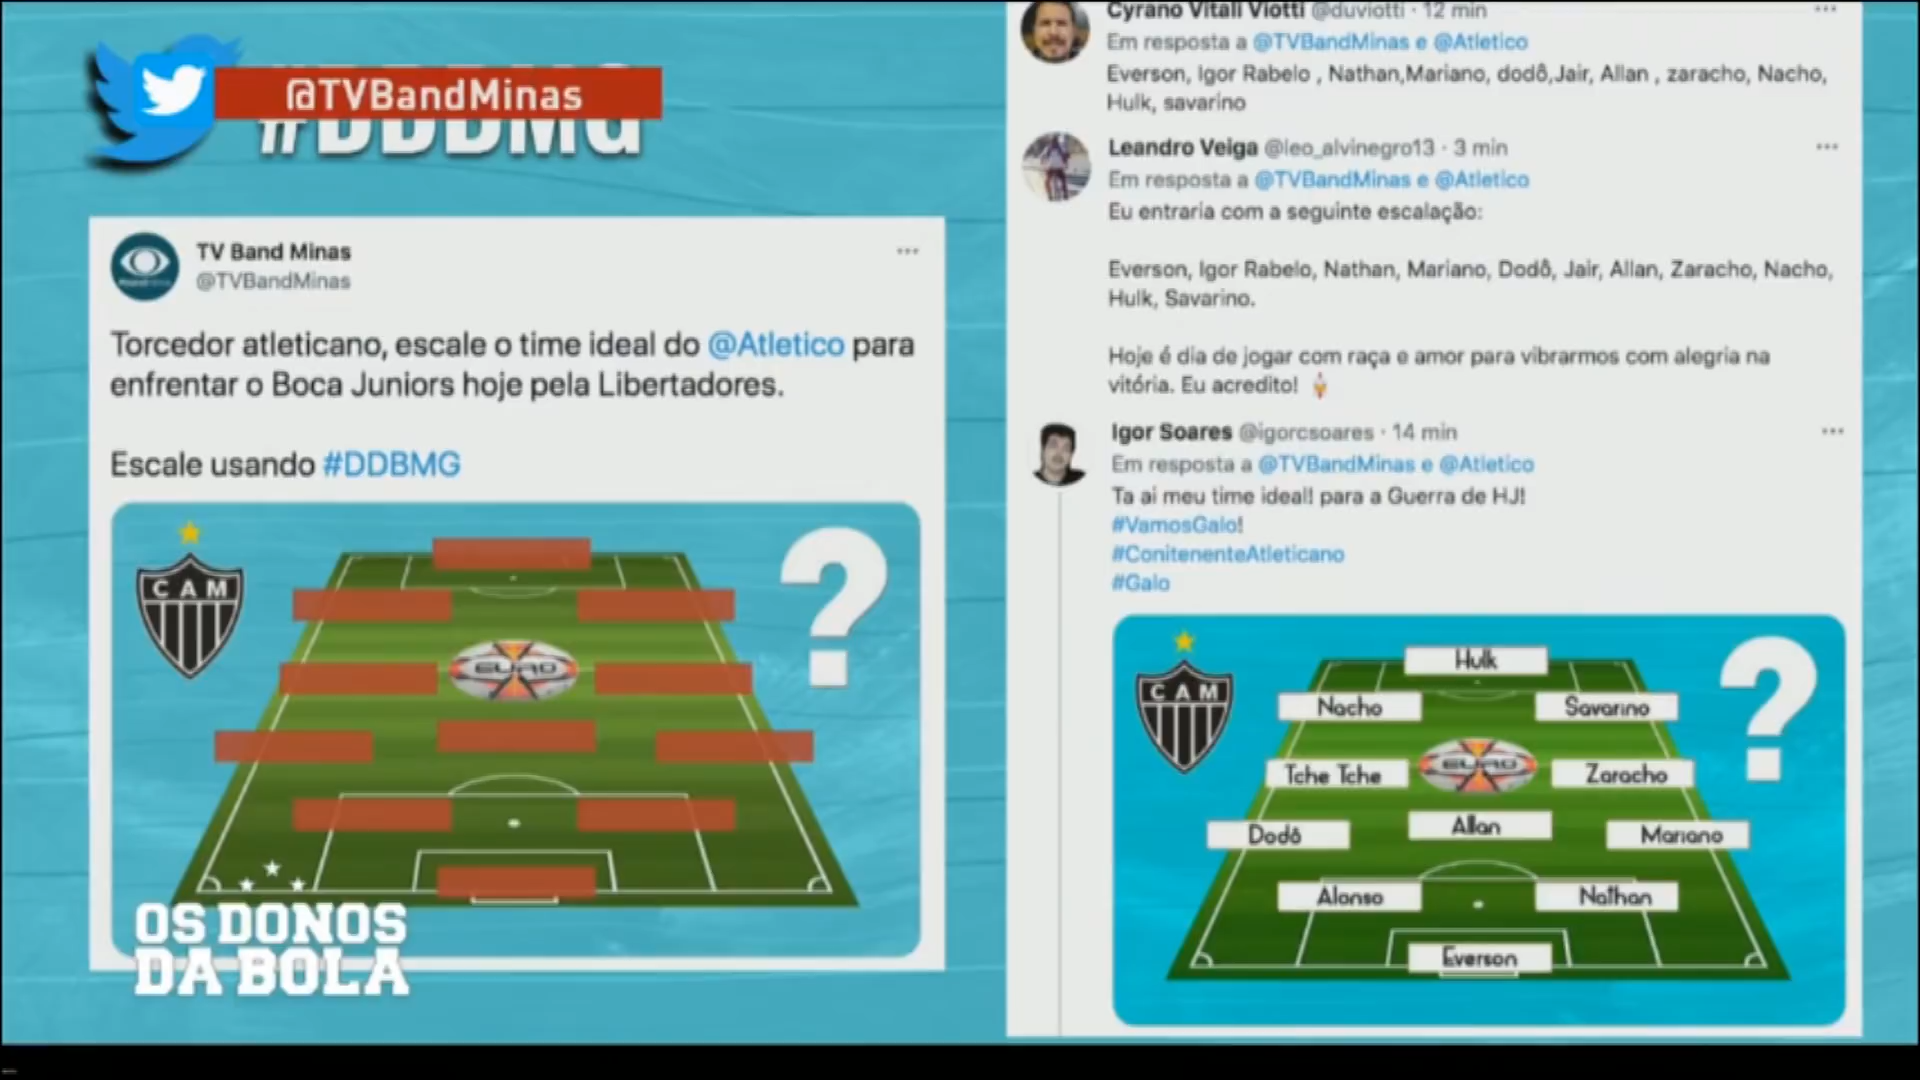 @TVBandMinas
#DDBMG
TV Band Minas
@TVBandMinas
Torcedor atleticano, escale o time ideal do @Atletico para
enfrentar o Boca Juniors hoje pela Libertadores.
Escale usando #DDBMG
CAM
EURO
?
OS DONOS
DA BOLA
Cyrano Vitali Viotti @duviotti · 12 min
Em resposta a @TVBandMinas e @Atletico
Everson, Igor Rabelo , Nathan,Mariano, dodô,Jair, Allan , zaracho, Nacho,
Hulk, savarino
Leandro Veiga @leo_alvinegro13 · 3 min
Em resposta a @TVBandMinas e @Atletico
Eu entraria com a seguinte escalação:
Everson, Igor Rabelo, Nathan, Mariano, Dodô, Jair, Allan, Zaracho, Nacho,
Hulk, Savarino.
Hoje é dia de jogar com raça e amor para vibrarmos com alegria na
vitória. Eu acredito!
Igor Soares @igorcsoares · 14 min
Em resposta a @TVBandMinas e @Atletico
Ta ai meu time ideal! para a Guerra de HJ!
#VamosGalo!
#ConitenenteAtleticano
#Galo
CAM
?
Hulk
Nacho Savarino
EURO
Tche Tche Zaracho
Allan
Dodô Mariano
Alonso Nathan
Everson